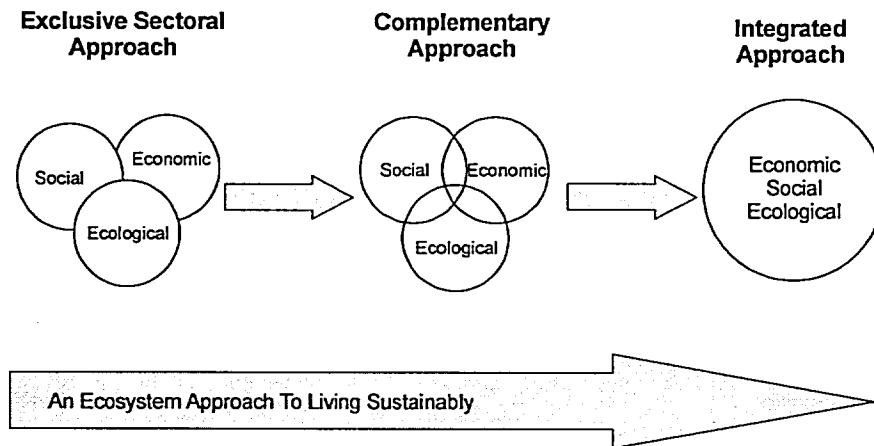 Exclusive Sectoral
Approach
Complementary
Approach
Integrated
Approach
Social
Economic
Ecological
Social
Economic
Ecological
Economic
Social
Ecological
An Ecosystem Approach To Living Sustainably